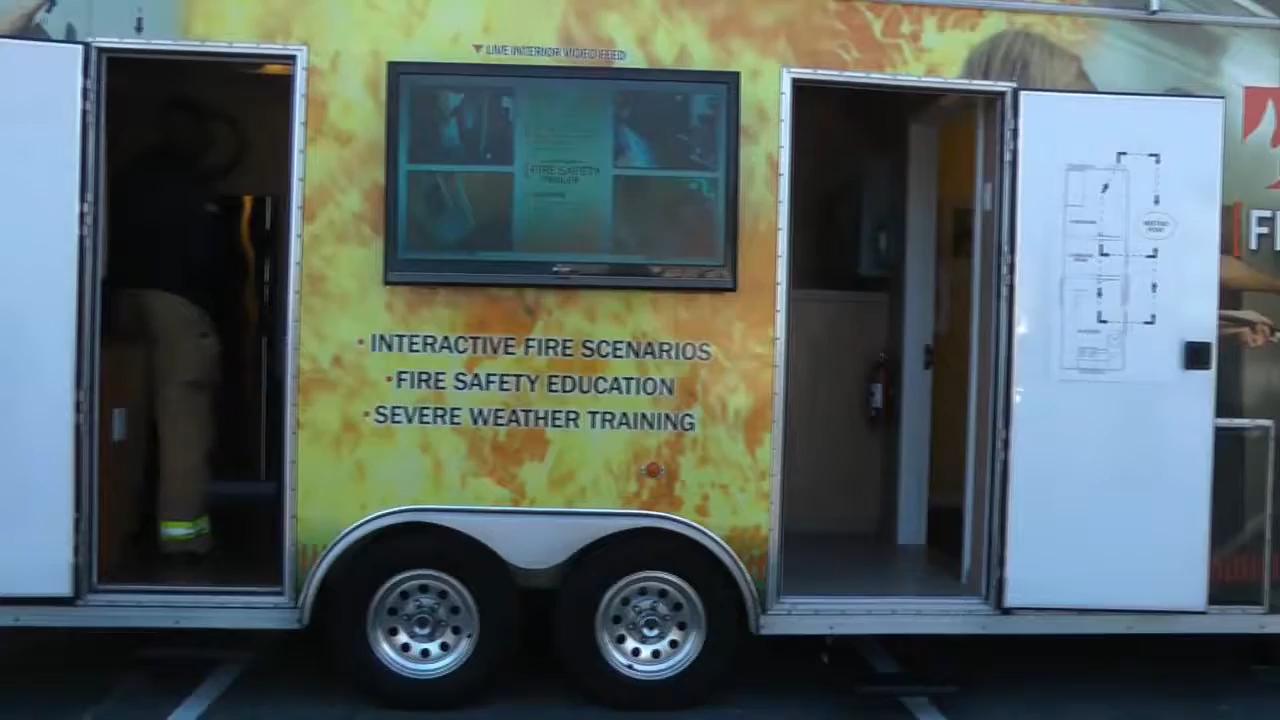 LIVE INTERIOR VIDEO FEED
FIRE SAFETY
TRAILER
• INTERACTIVE FIRE SCENARIOS
• FIRE SAFETY EDUCATION
• SEVERE WEATHER TRAINING
MEETING
POINT